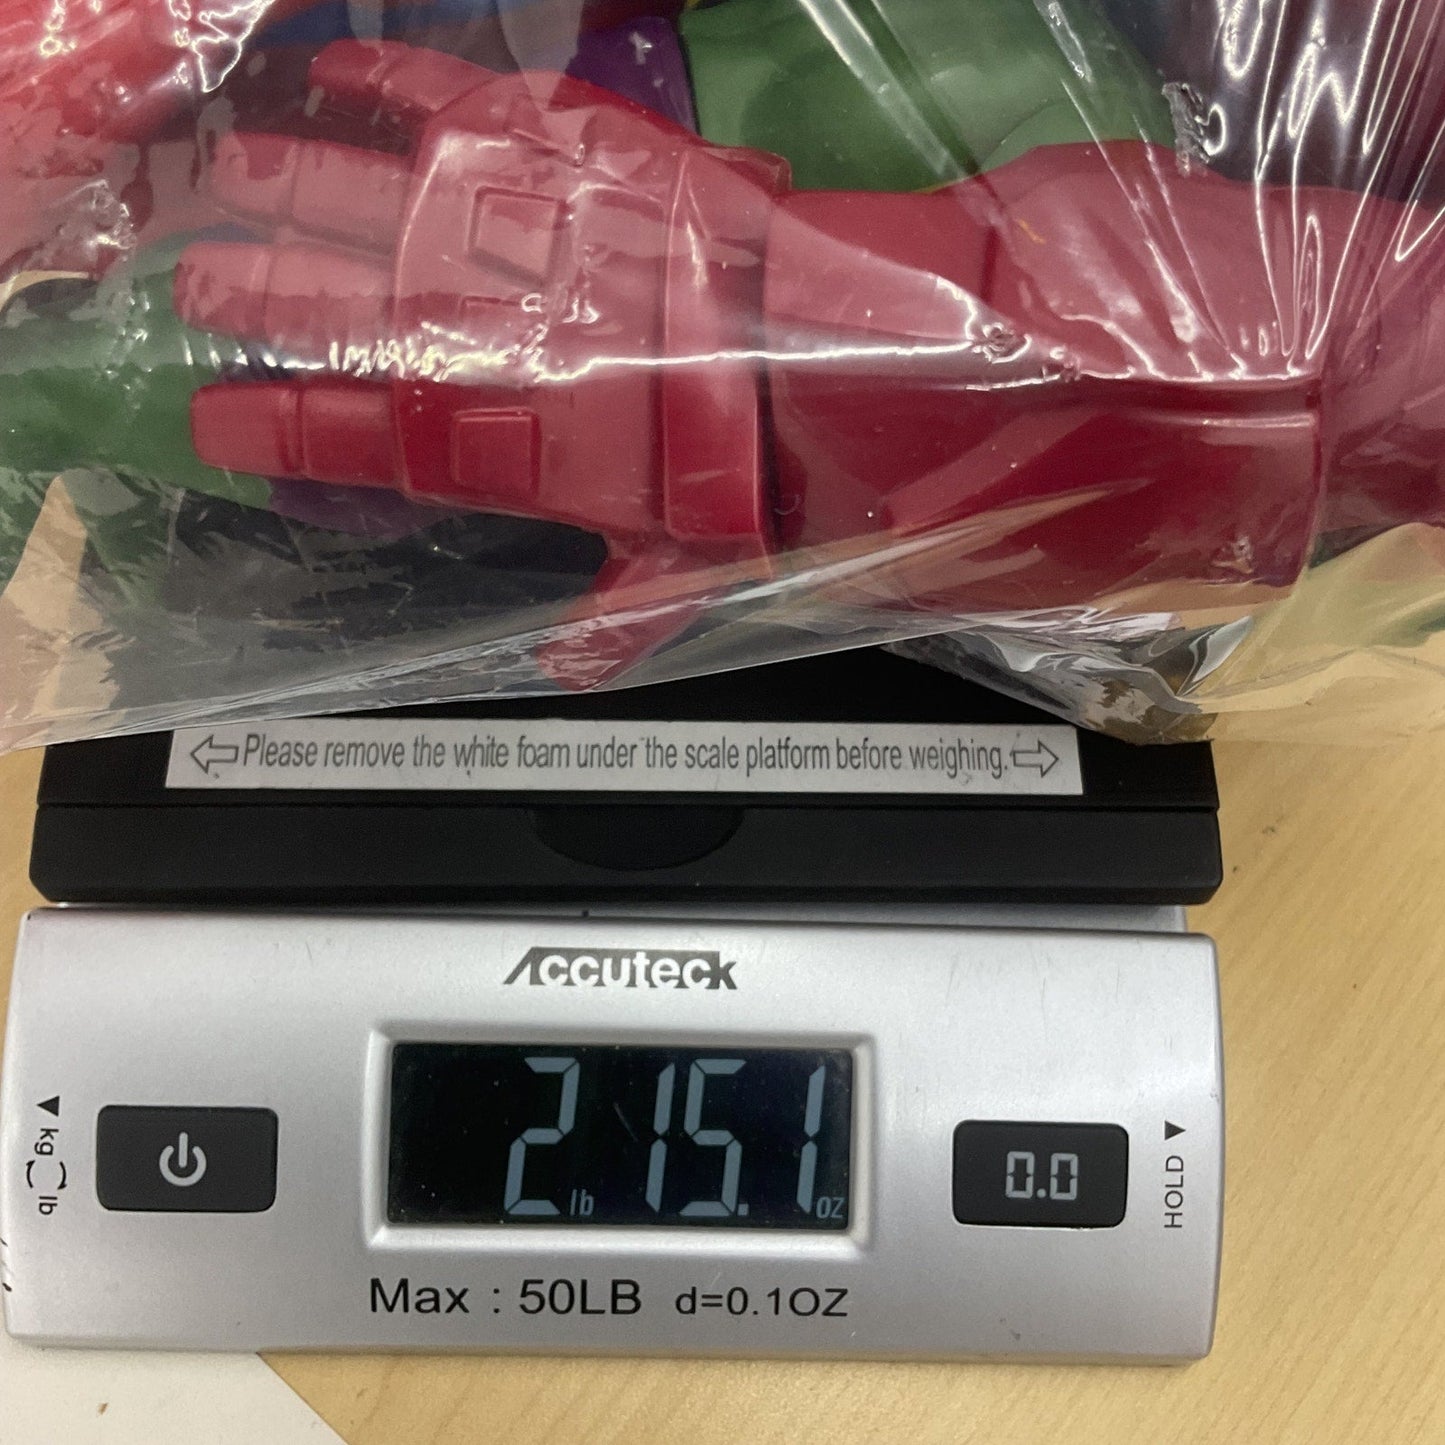 Please remove the white foam under the scale platform before weighing.
Accuteck
2 lb 15.1 oz
kg lb
0.0
HOLD
Max : 50LB d=0.1OZ